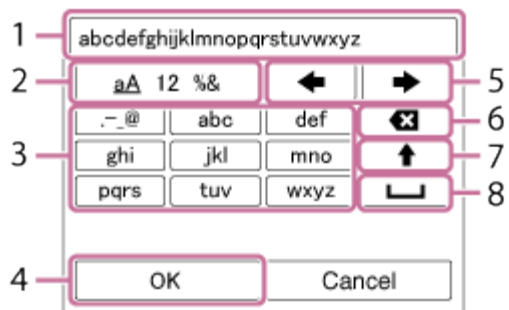 1 abcdefghijklmnopqrstuvwxyz
2 aA 12 %& 5
.-_@ abc def 6
3 ghi jkl mno 7
pqrs tuv wxyz 8
4 OK Cancel